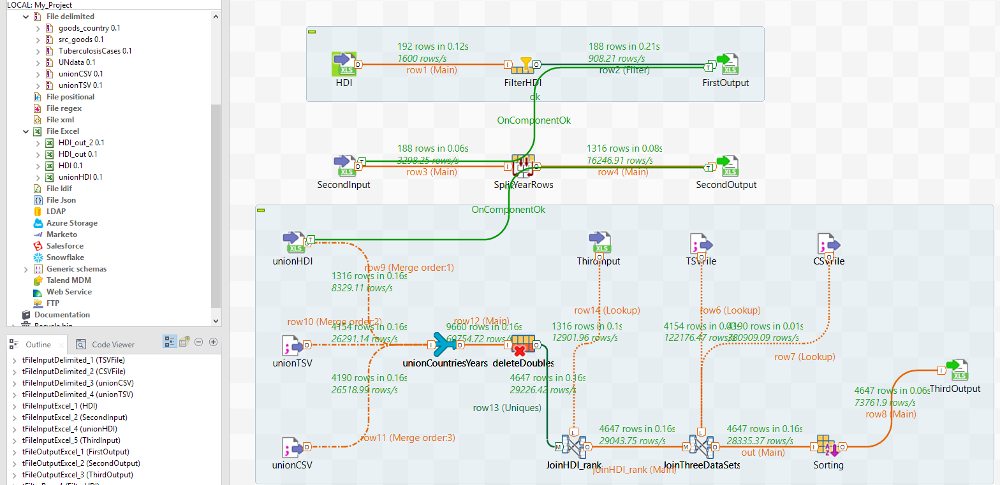 LOCAL: My_Project
File delimited
goods_country 0.1
src_goods 0.1
TuberculosisCases 0.1
UNdata 0.1
unionCSV 0.1
unionTSV 0.1
File positional
File regex
File xml
File Excel
HDI_out_2 0.1
HDI_out 0.1
HDI 0.1
unionHDI 0.1
File ldif
File Json
LDAP
Azure Storage
Marketo
Salesforce
Snowflake
Generic schemas
Talend MDM
Web Service
FTP
Documentation
Recycle bin
Outline
Code Viewer
tFileInputDelimited_1 (TSVFile)
tFileInputDelimited_2 (CSVFile)
tFileInputDelimited_3 (unionCSV)
tFileInputDelimited_4 (unionTSV)
tFileInputExcel_1 (HDI)
tFileInputExcel_2 (SecondInput)
tFileInputExcel_4 (unionHDI)
tFileInputExcel_5 (ThirdInput)
tFileOutputExcel_1 (FirstOutput)
tFileOutputExcel_2 (SecondOutput)
tFileOutputExcel_3 (ThirdOutput)
192 rows in 0.12s
1600 rows/s
row1 (Main)
188 rows in 0.21s
908.21 rows/s
row2 (Filter)
XLS
O
I
O
T
XLS
HDI
FilterHDI
FirstOutput
ok
OnComponentOk
188 rows in 0.06s
3298.25 rows/s
row3 (Main)
1316 rows in 0.08s
16246.91 rows/s
row4 (Main)
XLS
T
O
I
O
T
XLS
SecondInput
SplitYearRows
SecondOutput
ok
OnComponentOk
XLS
T
unionHDI
XLS
O
ThirdInput
O
TSVFile
O
CSVFile
row9 (Merge order:1)
1316 rows in 0.16s
8329.11 rows/s
row10 (Merge order:2)
4154 rows in 0.16s
26291.14 rows/s
O
unionTSV
row12 (Main)
9660 rows in 0.16s
60754.72 rows/s
I
O
I
O
unionCountriesYears
deleteDoubles
row14 (Lookup)
1316 rows in 0.1s
12901.96 rows/s
row6 (Lookup)
4154 rows in 0.03s
122176.47 rows/s
4190 rows in 0.01s
380909.09 rows/s
row7 (Lookup)
4190 rows in 0.16s
26518.99 rows/s
4647 rows in 0.16s
29226.42 rows/s
row13 (Uniques)
I
XLS
ThirdOutput
4647 rows in 0.06s
73761.9 rows/s
row8 (Main)
row11 (Merge order:3)
O
unionCSV
L
M
O
JoinHDI_rank
4647 rows in 0.16s
29043.75 rows/s
joinHDI_rank (Main)
L
M
O
JoinThreeDataSets
4647 rows in 0.16s
28335.37 rows/s
out (Main)
I
A
Z
O
Sorting